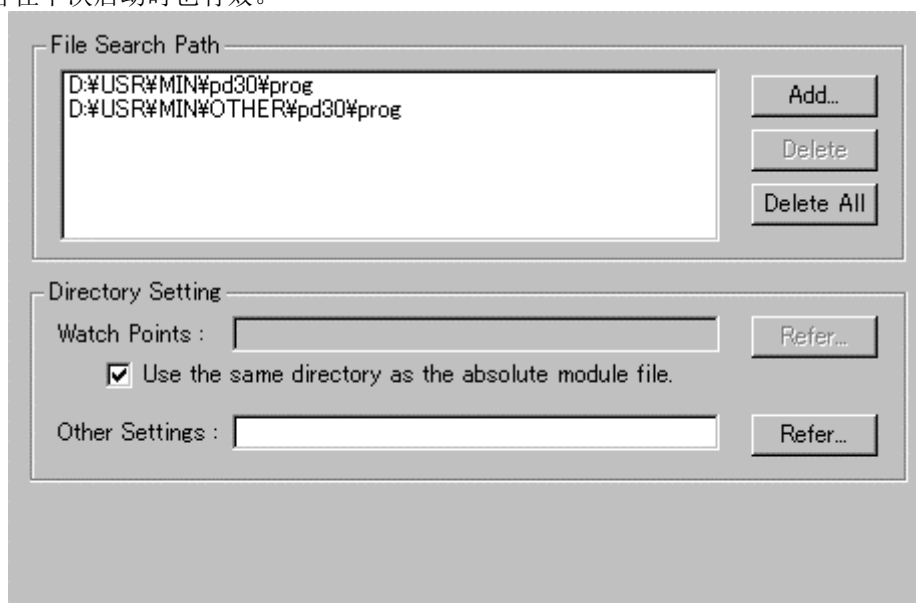 File Search Path
D:¥USR¥MIN¥pd30¥prog
D:¥USR¥MIN¥OTHER¥pd30¥prog
Add...
Delete
Delete All
Directory Setting
Watch Points :
Refer...
Use the same directory as the absolute module file.
Other Settings :
Refer...